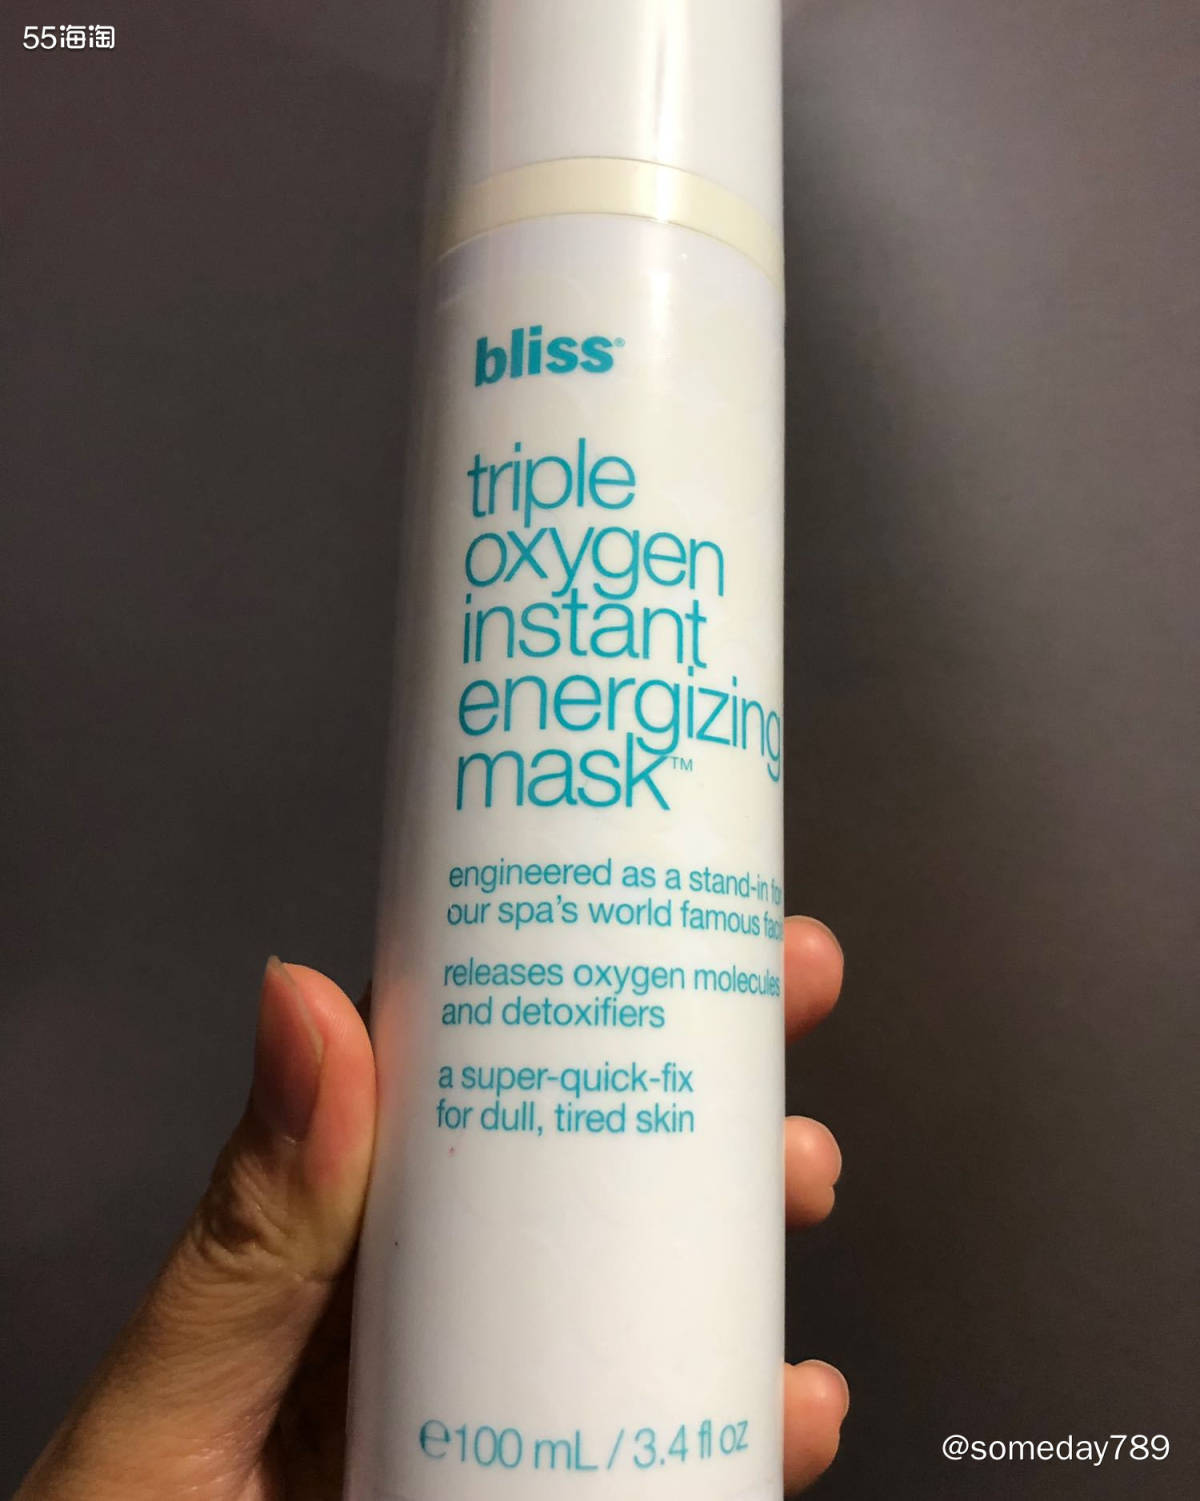 55海淘
bliss®
triple
oxygen
instant
energizing
mask™
engineered as a stand-in for
our spa's world famous
releases oxygen molecules
and detoxifiers
a super-quick-fix
for dull, tired skin
℮100 mL / 3.4 fl oz
@someday789